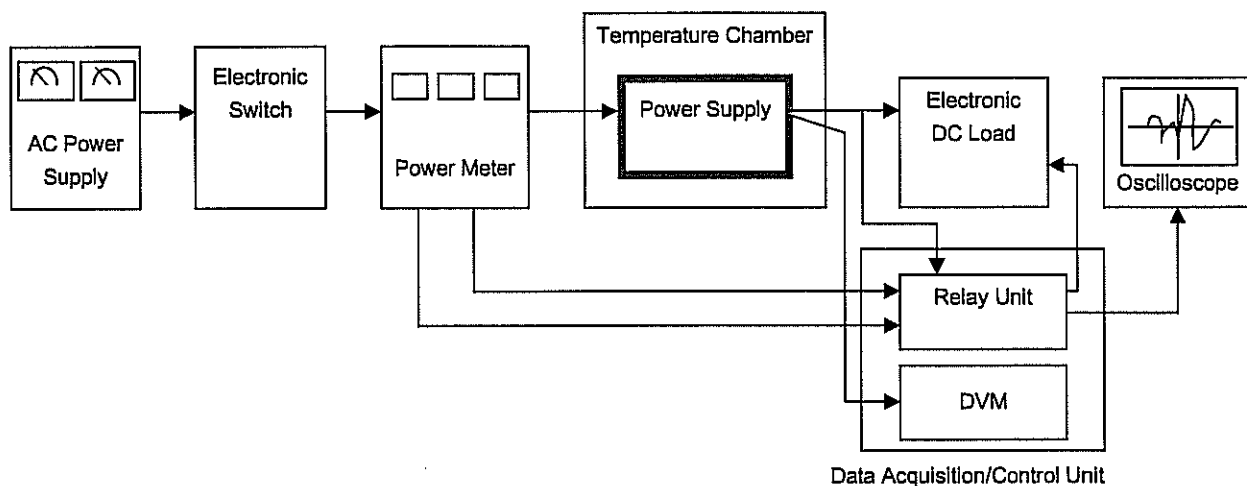 AC Power
Supply
Electronic
Switch
Power Meter
Temperature Chamber
Power Supply
Electronic
DC Load
Oscilloscope
Relay Unit
DVM
Data Acquisition/Control Unit